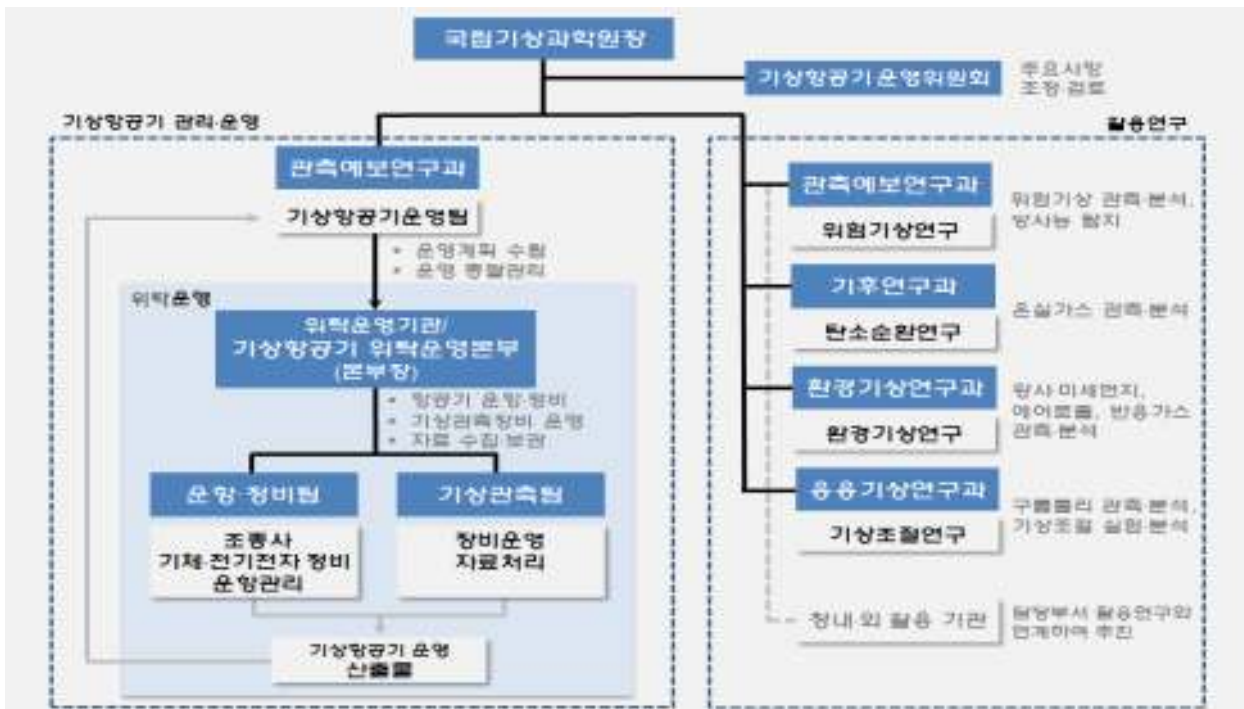 국립기상과학원장
기상항공기운영위원회
주요사항
조정·검토
기상항공기 관리·운영
관측예보연구과
기상항공기운영팀
• 운영계획 수립
• 운영 총괄관리
위탁운영
위탁운영기관/
기상항공기 위탁운영본부
(본부장)
• 항공기 운항·정비
• 기상관측장비 운영
• 자료 수집·보관
운항·정비팀
조종사
기체·전기전자 정비
운항관리
기상관측팀
장비운영
자료처리
기상항공기 운영
산출물
활용연구
관측예보연구과
위험기상연구
위험기상 관측·분석,
방사능 탐지
기후연구과
탄소순환연구
온실가스 관측·분석
환경기상연구과
환경기상연구
황사·미세먼지,
에어로졸, 반응가스
관측·분석
응용기상연구과
기상조절연구
구름물리 관측·분석,
기상조절 실험·분석
청내·외 활용 기관
담당부서 활용연구와
연계하여 추진